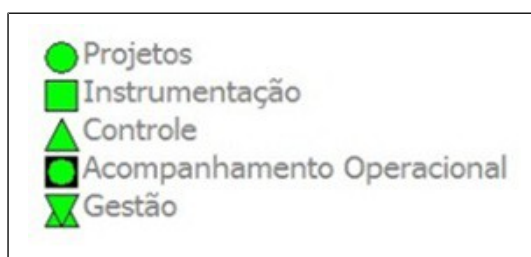 Projetos
Instrumentação
Controle
Acompanhamento Operacional
Gestão